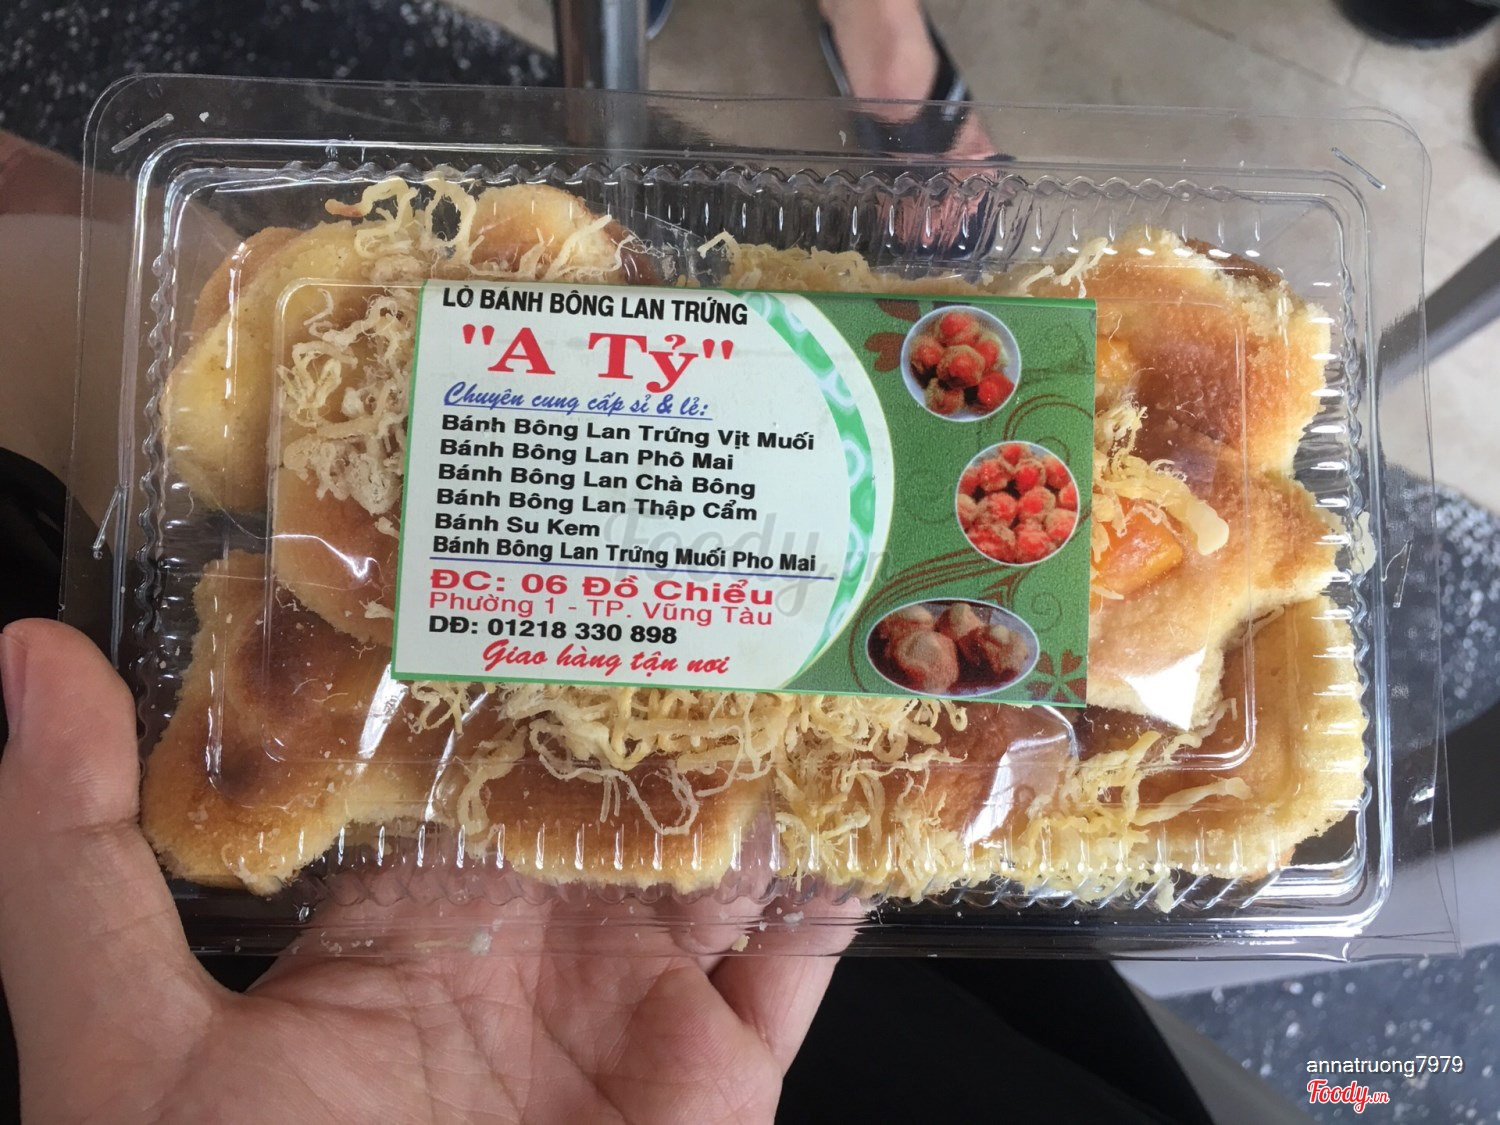 LÒ BÁNH BÔNG LAN TRỨNG
"A TỶ"
Chuyên cung cấp sỉ & lẻ:
Bánh Bông Lan Trứng Vịt Muối
Bánh Bông Lan Phô Mai
Bánh Bông Lan Chà Bông
Bánh Bông Lan Thập Cẩm
Bánh Su Kem
Bánh Bông Lan Trứng Muối Pho Mai
ĐC: 06 Đồ Chiểu
Phường 1 - TP. Vũng Tàu
DĐ: 01218 330 898
Giao hàng tận nơi
Foody.vn
annatruong7979
Foody.vn